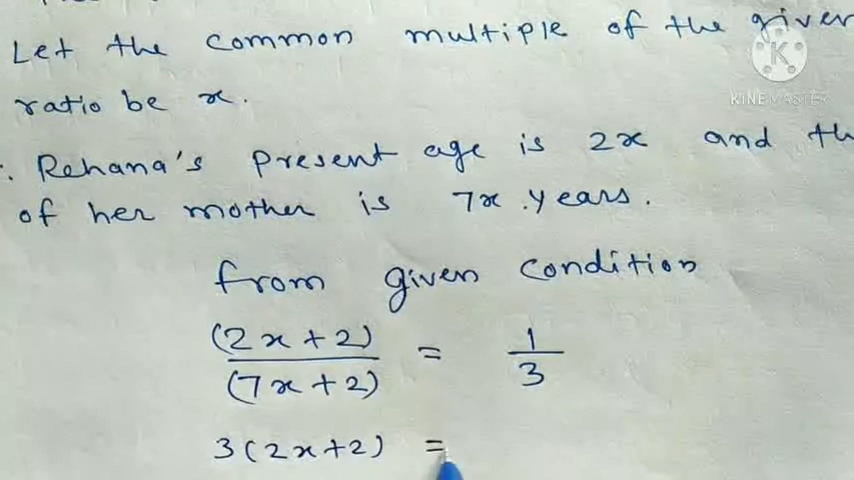 Let the common multiple of the given
ratio be x.
∴ Rehana's present age is 2x and the
of her mother is 7x years.
from given condition
(2x+2)/(7x+2) = 1/3
3(2x+2) =
K
KINEMASTER